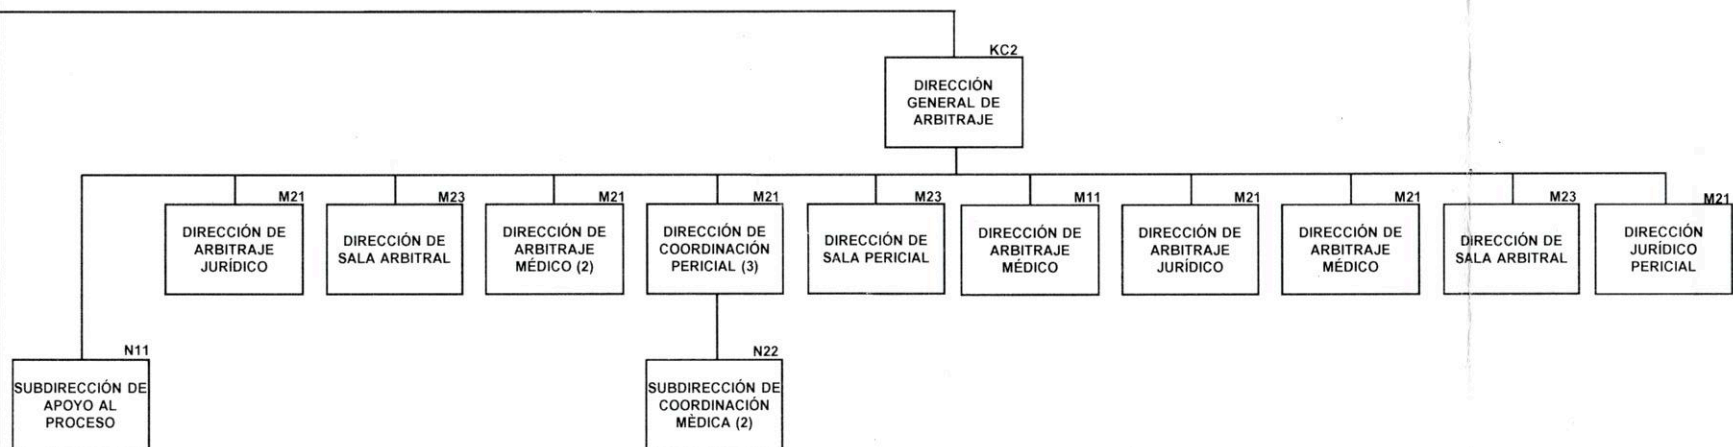 KC2
DIRECCIÓN
GENERAL DE
ARBITRAJE
M21
DIRECCIÓN DE
ARBITRAJE
JURÍDICO
M23
DIRECCIÓN DE
SALA ARBITRAL
M21
DIRECCIÓN DE
ARBITRAJE
MÉDICO (2)
M21
DIRECCIÓN DE
COORDINACIÓN
PERICIAL (3)
M23
DIRECCIÓN DE
SALA PERICIAL
M11
DIRECCIÓN DE
ARBITRAJE
MÉDICO
M21
DIRECCIÓN DE
ARBITRAJE
JURÍDICO
M21
DIRECCIÓN DE
ARBITRAJE
MÉDICO
M23
DIRECCIÓN DE
SALA ARBITRAL
M21
DIRECCIÓN
JURÍDICO
PERICIAL
N11
SUBDIRECCIÓN DE
APOYO AL
PROCESO
N22
SUBDIRECCIÓN DE
COORDINACIÓN
MÈDICA (2)